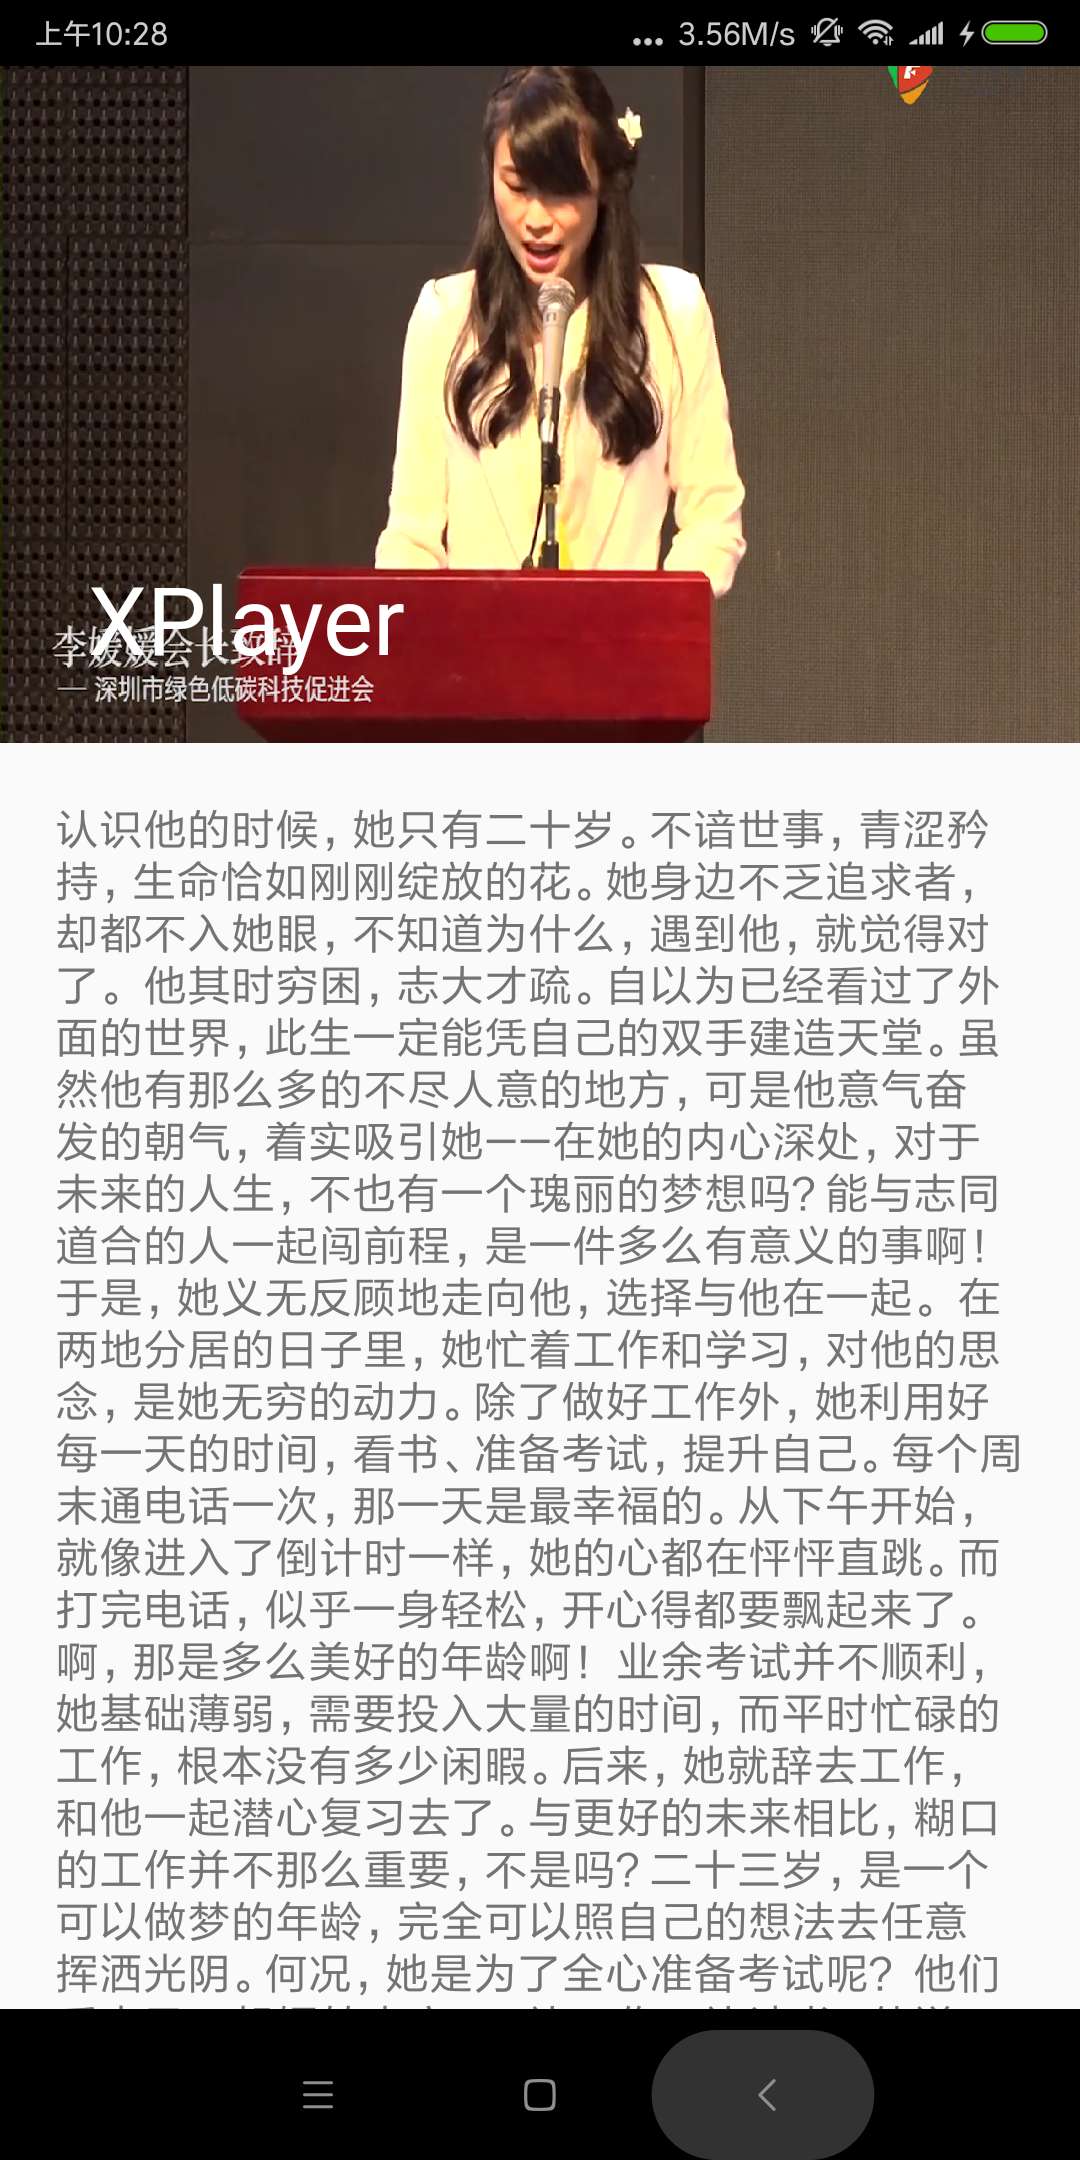 上午10:28
... 3.56M/s
XPlayer
李媛媛会长致辞
— 深圳市绿色低碳科技促进会
认识他的时候，她只有二十岁。不谙世事，青涩矜
持，生命恰如刚刚绽放的花。她身边不乏追求者，
却都不入她眼，不知道为什么，遇到他，就觉得对
了。他其时穷困，志大才疏。自以为已经看过了外
面的世界，此生一定能凭自己的双手建造天堂。虽
然他有那么多的不尽人意的地方，可是他意气奋
发的朝气，着实吸引她——在她的内心深处，对于
未来的人生，不也有一个瑰丽的梦想吗？能与志同
道合的人一起闯前程，是一件多么有意义的事啊！
于是，她义无反顾地走向他，选择与他在一起。在
两地分居的日子里，她忙着工作和学习，对他的思
念，是她无穷的动力。除了做好工作外，她利用好
每一天的时间，看书、准备考试，提升自己。每个周
末通电话一次，那一天是最幸福的。从下午开始，
就像进入了倒计时一样，她的心都在怦怦直跳。而
打完电话，似乎一身轻松，开心得都要飘起来了。
啊，那是多么美好的年龄啊！业余考试并不顺利，
她基础薄弱，需要投入大量的时间，而平时忙碌的
工作，根本没有多少闲暇。后来，她就辞去工作，
和他一起潜心复习去了。与更好的未来相比，糊口
的工作并不那么重要，不是吗？二十三岁，是一个
可以做梦的年龄，完全可以照自己的想法去任意
挥洒光阴。何况，她是为了全心准备考试呢？他们